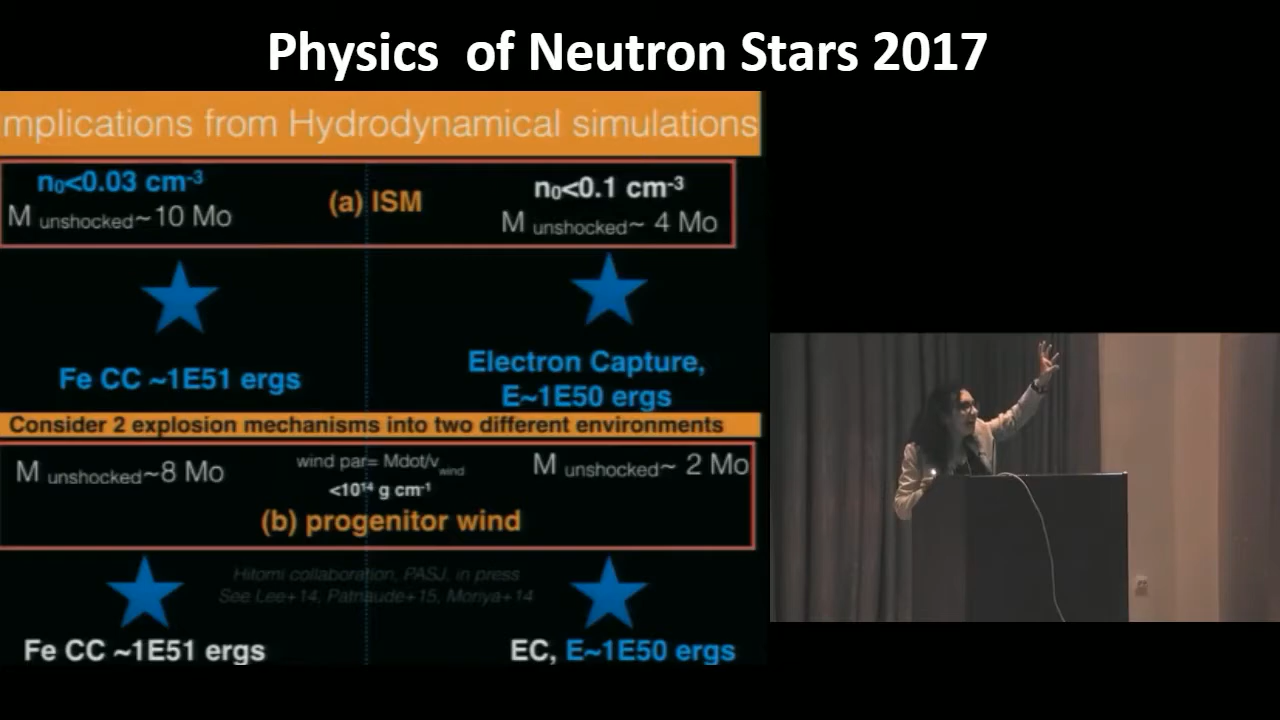 Physics of Neutron Stars 2017
mplications from Hydrodynamical simulations
n₀<0.03 cm⁻³
M unshocked~10 Mo
(a) ISM
n₀<0.1 cm⁻³
M unshocked~ 4 Mo
Fe CC ~1E51 ergs
Electron Capture,
E~1E50 ergs
Consider 2 explosion mechanisms into two different environments
M unshocked~8 Mo
wind par= Mdot/v wind
<10¹⁴ g cm⁻¹
M unshocked~ 2 Mo
(b) progenitor wind
Hitomi collaboration, PASJ, in press
See Lee+14, Patnaude+15, Moriya+14
Fe CC ~1E51 ergs
EC, E~1E50 ergs